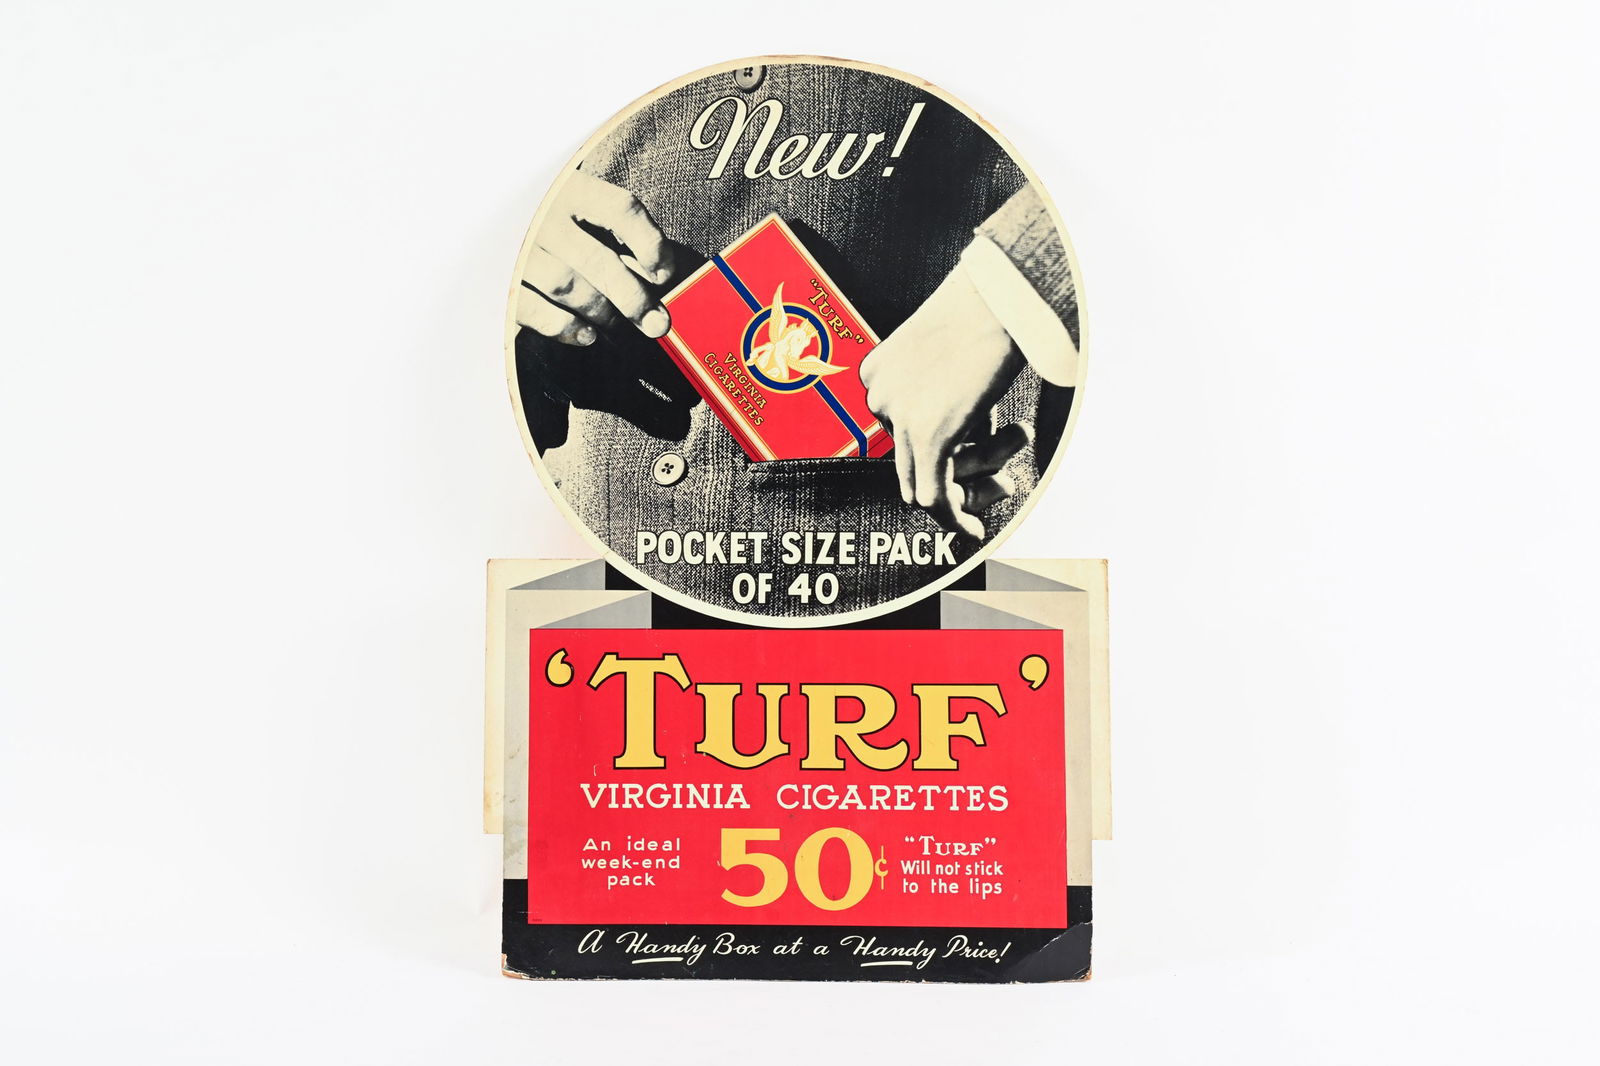 New!
"TURF"
VIRGINIA
CIGARETTES
POCKET SIZE PACK
OF 40
'TURF'
VIRGINIA CIGARETTES
An ideal
week-end
pack
50¢
"TURF"
Will not stick
to the lips
A Handy Box at a Handy Price!